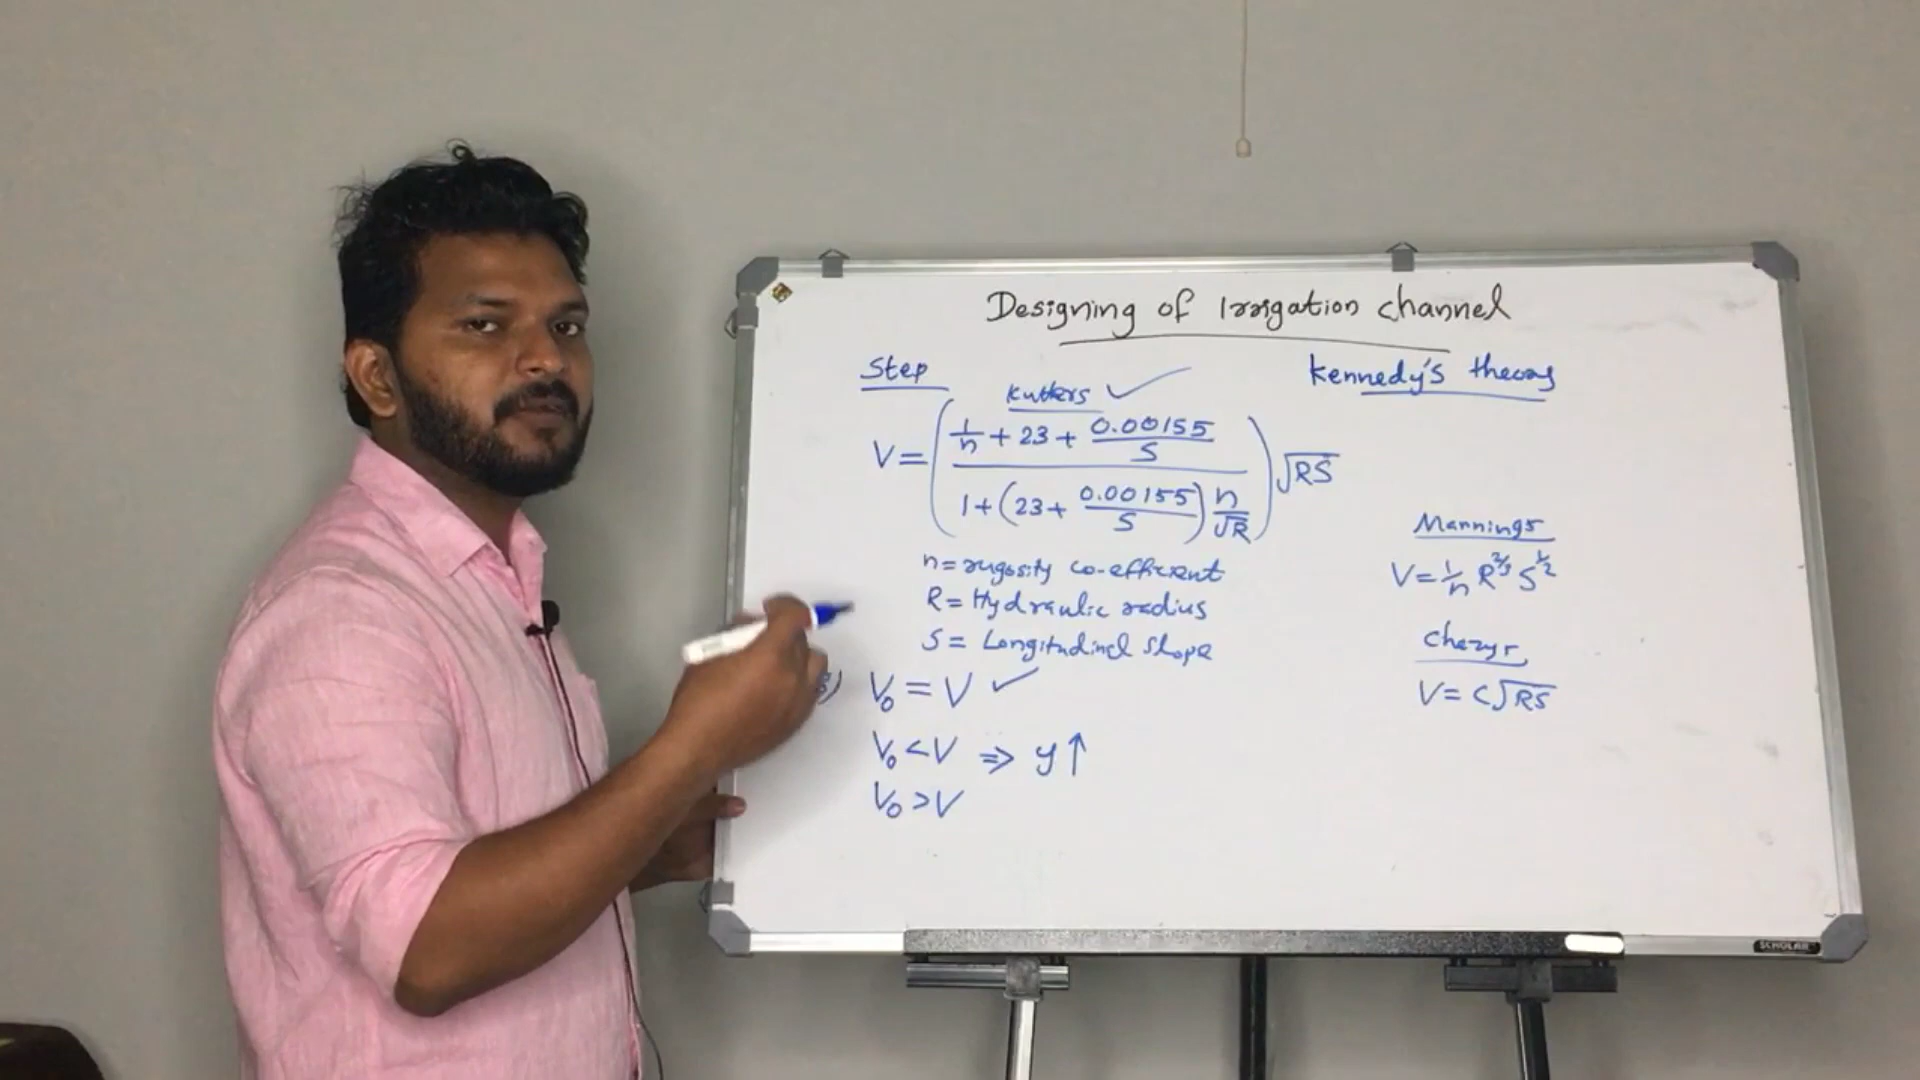 Designing of Irrigation channel
Step
Kutters ✓
V = ( (1/n + 23 + 0.00155/S) / (1 + (23 + 0.00155/S) n/√R) ) √RS
n = rugosity co-efficient
R = Hydraulic radius
S = Longitudinal Slope
V₀ = V ✓
V₀ < V ⇒ y↑
V₀ > V
Kennedy's theory
Mannings
V = 1/n R^2/3 S^1/2
Chezys
V = C√RS
SCHOLAR